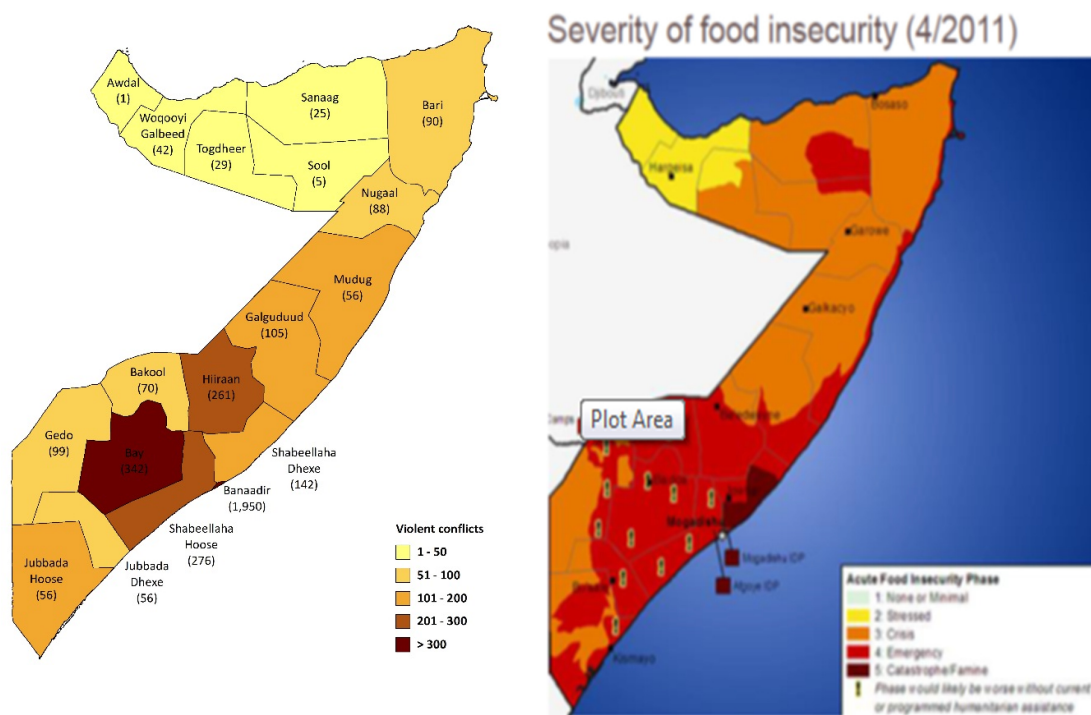 Awdal
(1)
Woqooyi
Galbeed
(42)
Togdheer
(29)
Sanaag
(25)
Sool
(5)
Bari
(90)
Nugaal
(88)
Mudug
(56)
Galguduud
(105)
Hiiraan
(261)
Bakool
(70)
Gedo
(99)
Bay
(342)
Shabeellaha
Dhexe
(142)
Banaadir
(1,950)
Shabeellaha
Hoose
(276)
Jubbada
Dhexe
(56)
Jubbada
Hoose
(56)
Violent conflicts
1 - 50
51 - 100
101 - 200
201 - 300
> 300
Severity of food insecurity (4/2011)
Djibouti
Hargeisa
Bosaso
Garowe
Galkacyo
Plot Area
Mogadishu
Mogadishu IDP
Afgoye IDP
Kismayo
Acute Food Insecurity Phase
1: None or Minimal
2: Stressed
3: Crisis
4: Emergency
5: Catastrophe/Famine
! Phase would likely be worse without current
or programmed humanitarian assistance